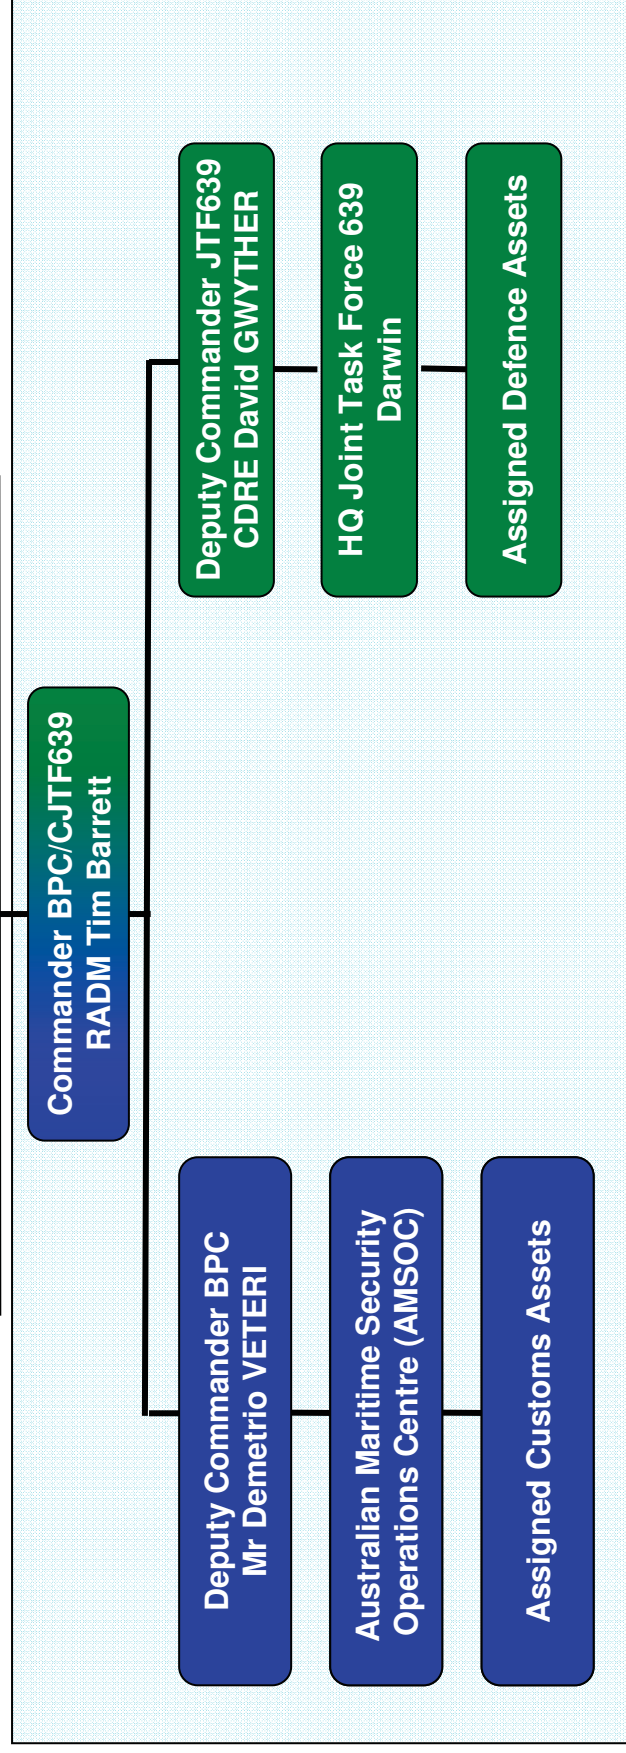 Commander BPC/CJTF639
RADM Tim Barrett
Deputy Commander BPC
Mr Demetrio VETERI
Australian Maritime Security
Operations Centre (AMSOC)
Assigned Customs Assets
Deputy Commander JTF639
CDRE David GWYTHER
HQ Joint Task Force 639
Darwin
Assigned Defence Assets